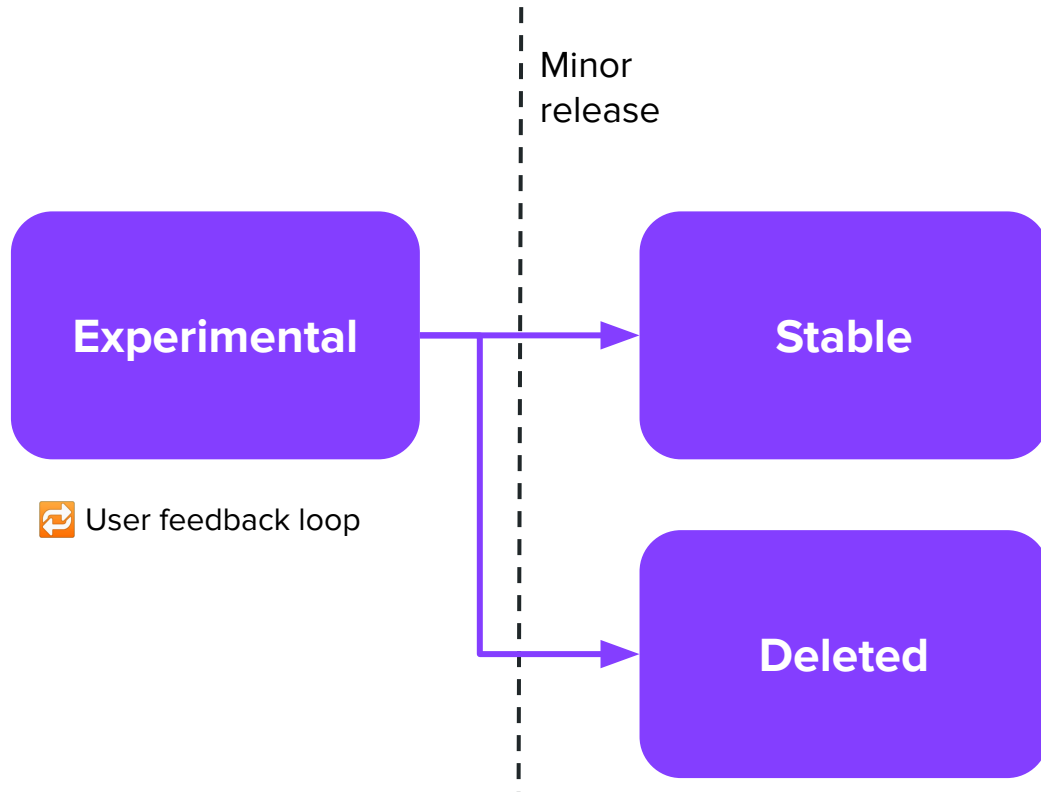 Minor
release
Experimental
Stable
User feedback loop
Deleted